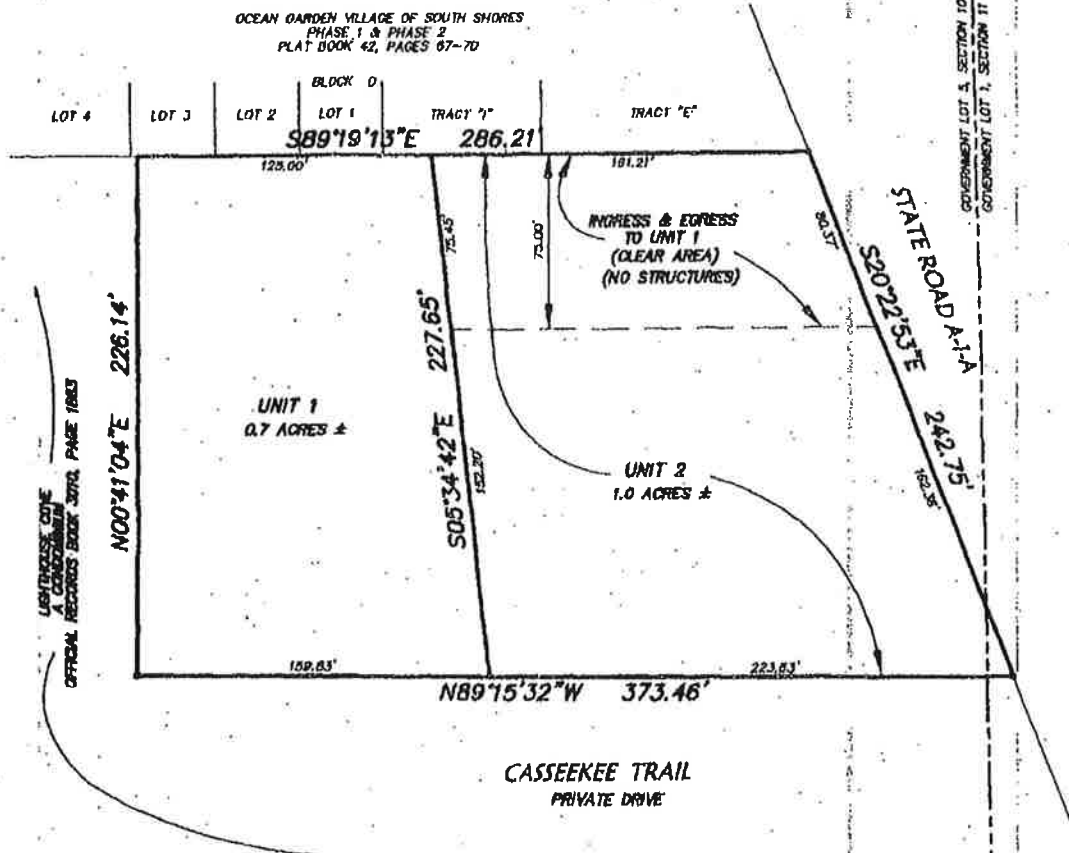 OCEAN GARDEN VILLAGE OF SOUTH SHORES
PHASE 1 & PHASE 2
PLAT BOOK 42, PAGES 67-70
BLOCK D
LOT 4
LOT 3
LOT 2
LOT 1
TRACT "I"
TRACT "E"
S89°19'13"E 286.21'
125.00'
161.21'
GOVERNMENT LOT 5, SECTION 10
GOVERNMENT LOT 1, SECTION 11
INGRESS & EGRESS
TO UNIT 1
(CLEAR AREA)
(NO STRUCTURES)
75.45'
75.00'
80.37'
STATE ROAD A-1-A
S20°22'53"E 242.75'
162.38'
N00°41'04"E 226.14'
S05°34'42"E 227.65'
152.20'
UNIT 1
0.7 ACRES ±
UNIT 2
1.0 ACRES ±
LIGHTHOUSE COVE
A CONDOMINIUM
OFFICIAL RECORDS BOOK 3070, PAGE 1663
223.63'
N89°15'32"W 373.46'
CASSEEKEE TRAIL
PRIVATE DRIVE